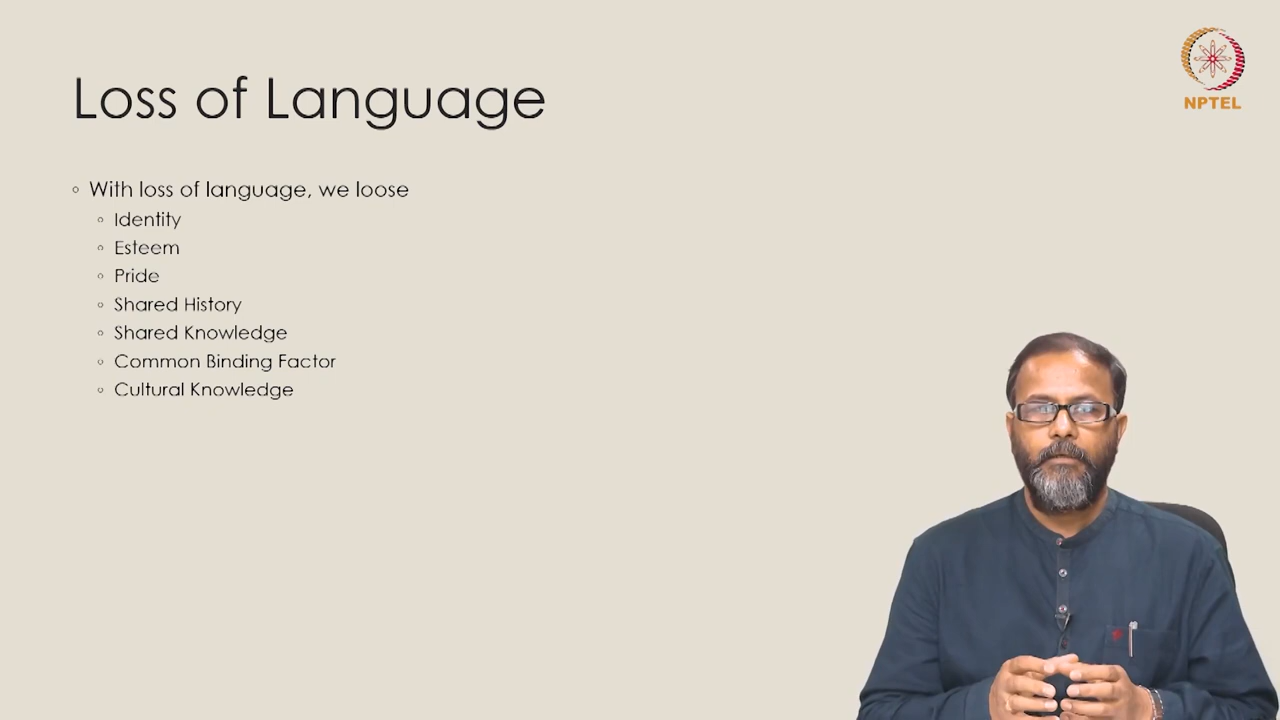 Loss of Language
NPTEL
◦ With loss of language, we loose
◦ Identity
◦ Esteem
◦ Pride
◦ Shared History
◦ Shared Knowledge
◦ Common Binding Factor
◦ Cultural Knowledge